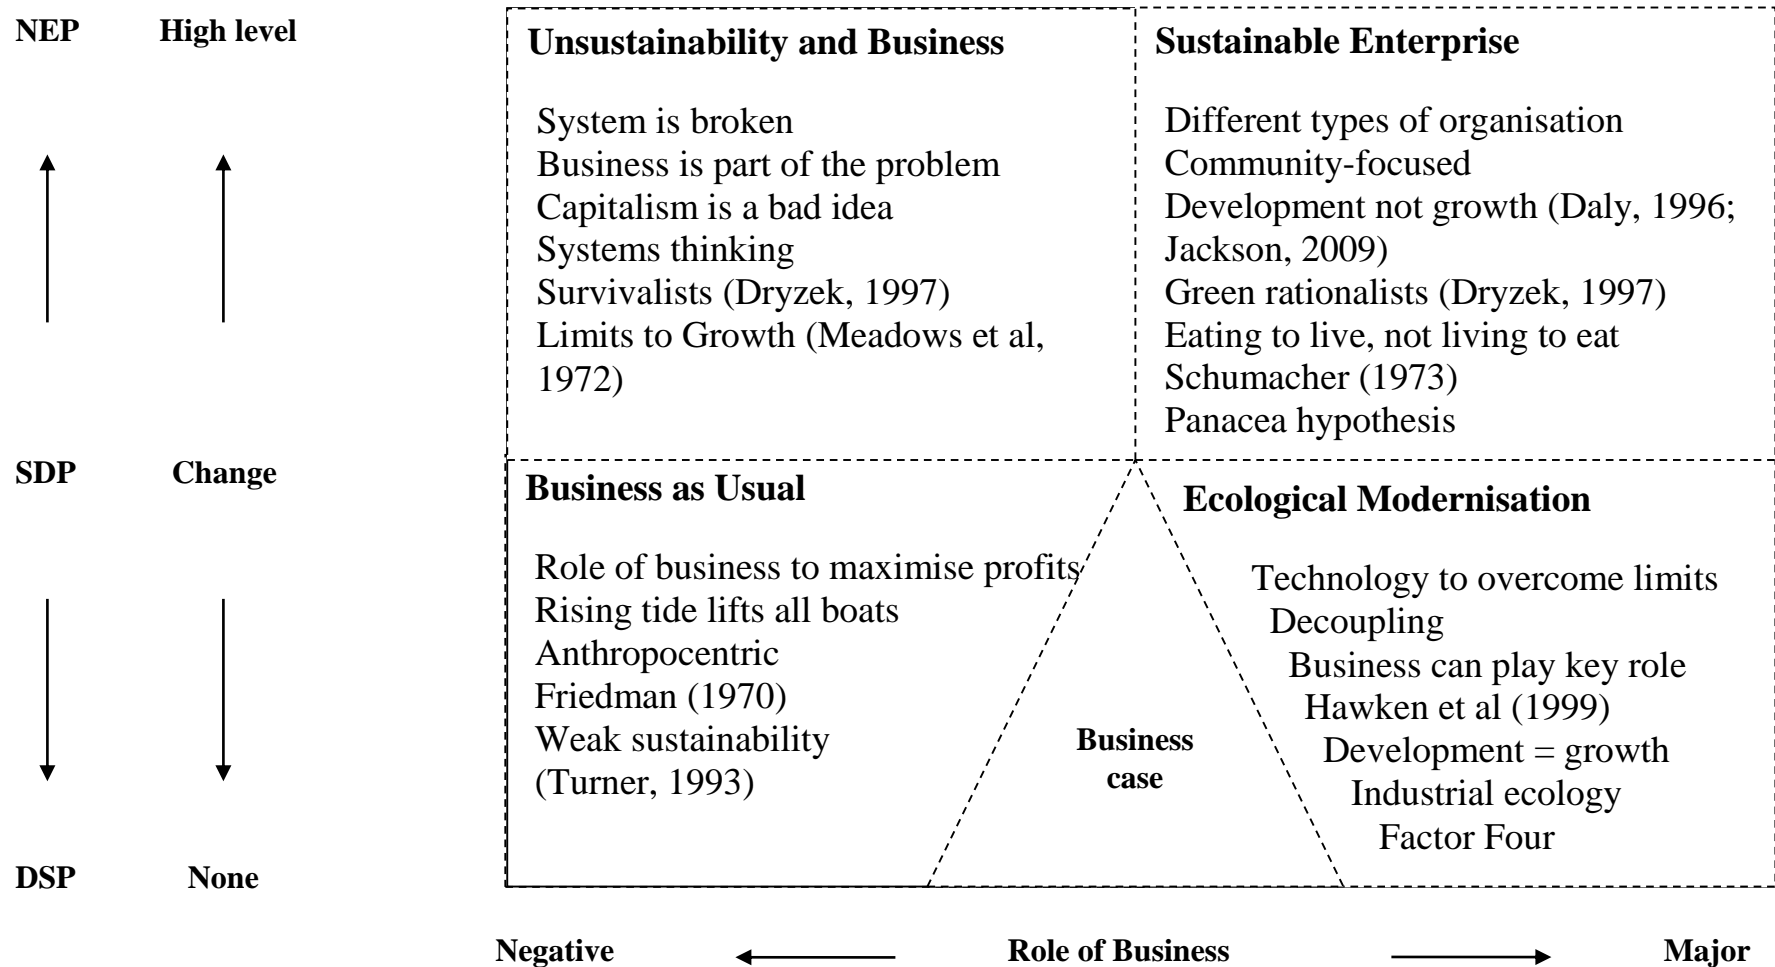 NEP High level
Unsustainability and Business
System is broken
Business is part of the problem
Capitalism is a bad idea
Systems thinking
Survivalists (Dryzek, 1997)
Limits to Growth (Meadows et al,
1972)
Sustainable Enterprise
Different types of organisation
Community-focused
Development not growth (Daly, 1996;
Jackson, 2009)
Green rationalists (Dryzek, 1997)
Eating to live, not living to eat
Schumacher (1973)
Panacea hypothesis
SDP Change
Business as Usual
Role of business to maximise profits
Rising tide lifts all boats
Anthropocentric
Friedman (1970)
Weak sustainability
(Turner, 1993)
Business
case
Ecological Modernisation
Technology to overcome limits
Decoupling
Business can play key role
Hawken et al (1999)
Development = growth
Industrial ecology
Factor Four
DSP None
Negative Role of Business Major